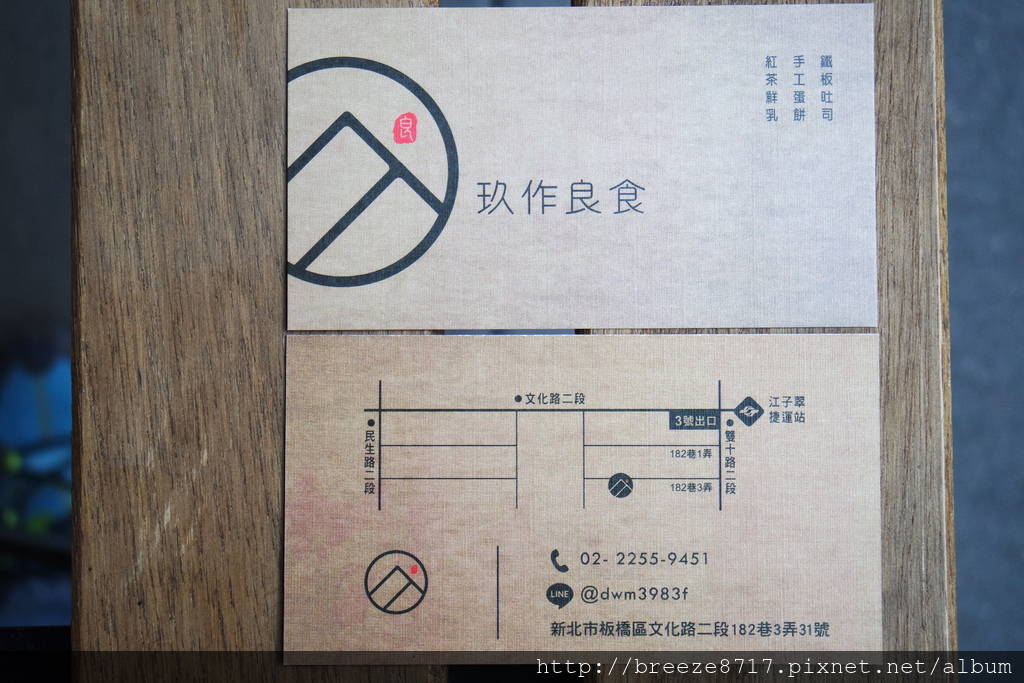 鐵板吐司
手工蛋餅
紅茶鮮乳
良
玖作良食
文化路二段
江子翠
捷運站
3號出口
民生路二段
雙十路二段
182巷1弄
182巷3弄
02- 2255-9451
LINE @dwm3983f
新北市板橋區文化路二段182巷3弄31號
http://breeze8717.pixnet.net/album